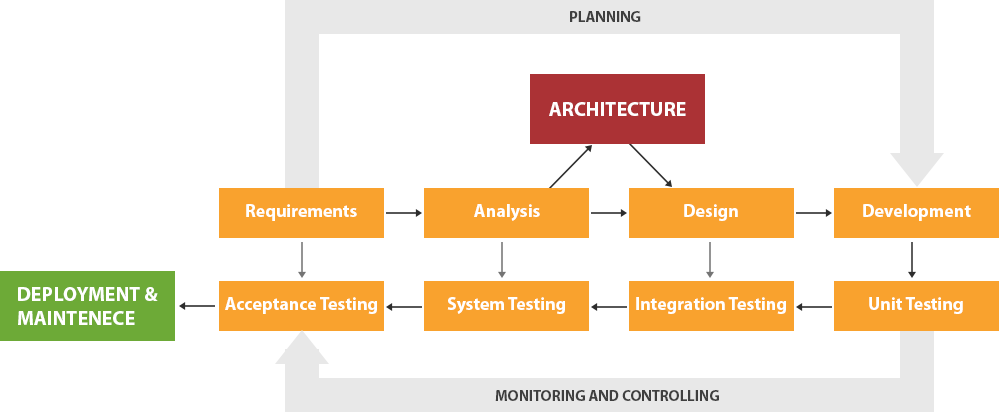 PLANNING
ARCHITECTURE
Requirements
Analysis
Design
Development
DEPLOYMENT &
MAINTENECE
Acceptance Testing
System Testing
Integration Testing
Unit Testing
MONITORING AND CONTROLLING